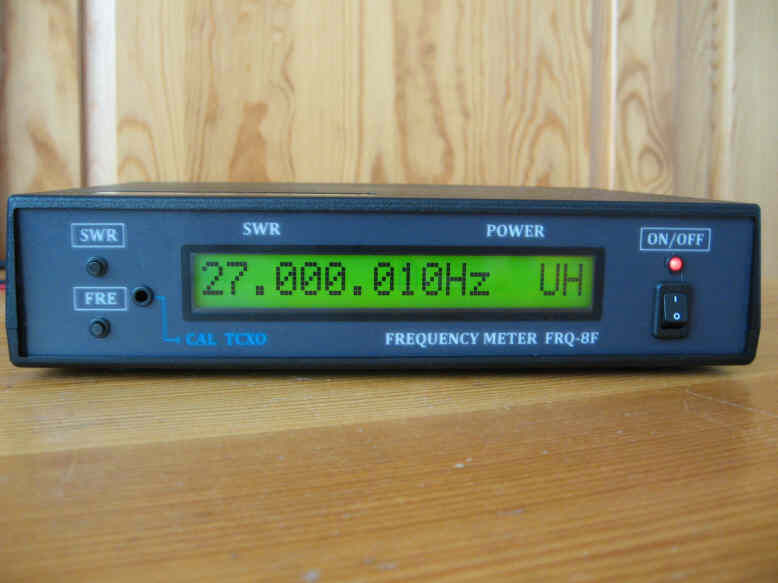 SWR POWER
SWR ON/OFF
27.000.010Hz UH
FRE
CAL TCXO FREQUENCY METER FRQ-8F
I
O